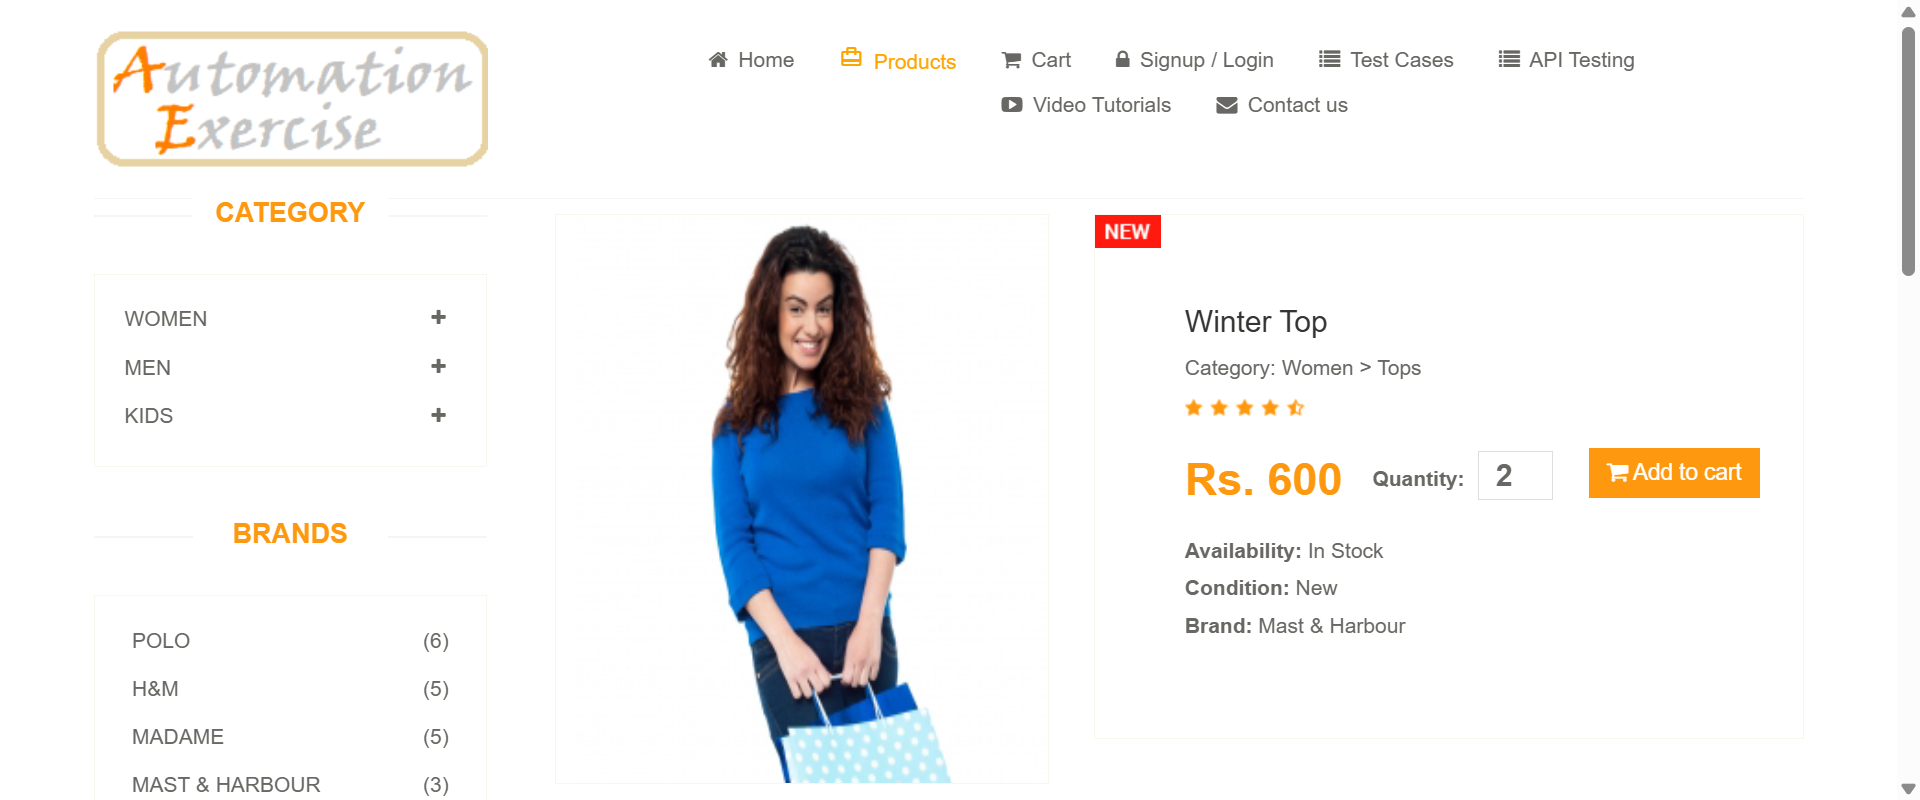 Automation
Exercise
Home
Products
Cart
Signup / Login
Test Cases
API Testing
Video Tutorials
Contact us
CATEGORY
WOMEN
MEN
KIDS
BRANDS
POLO (6)
H&M (5)
MADAME (5)
MAST & HARBOUR (3)
NEW
Winter Top
Category: Women > Tops
Rs. 600 Quantity: 2 Add to cart
Availability: In Stock
Condition: New
Brand: Mast & Harbour